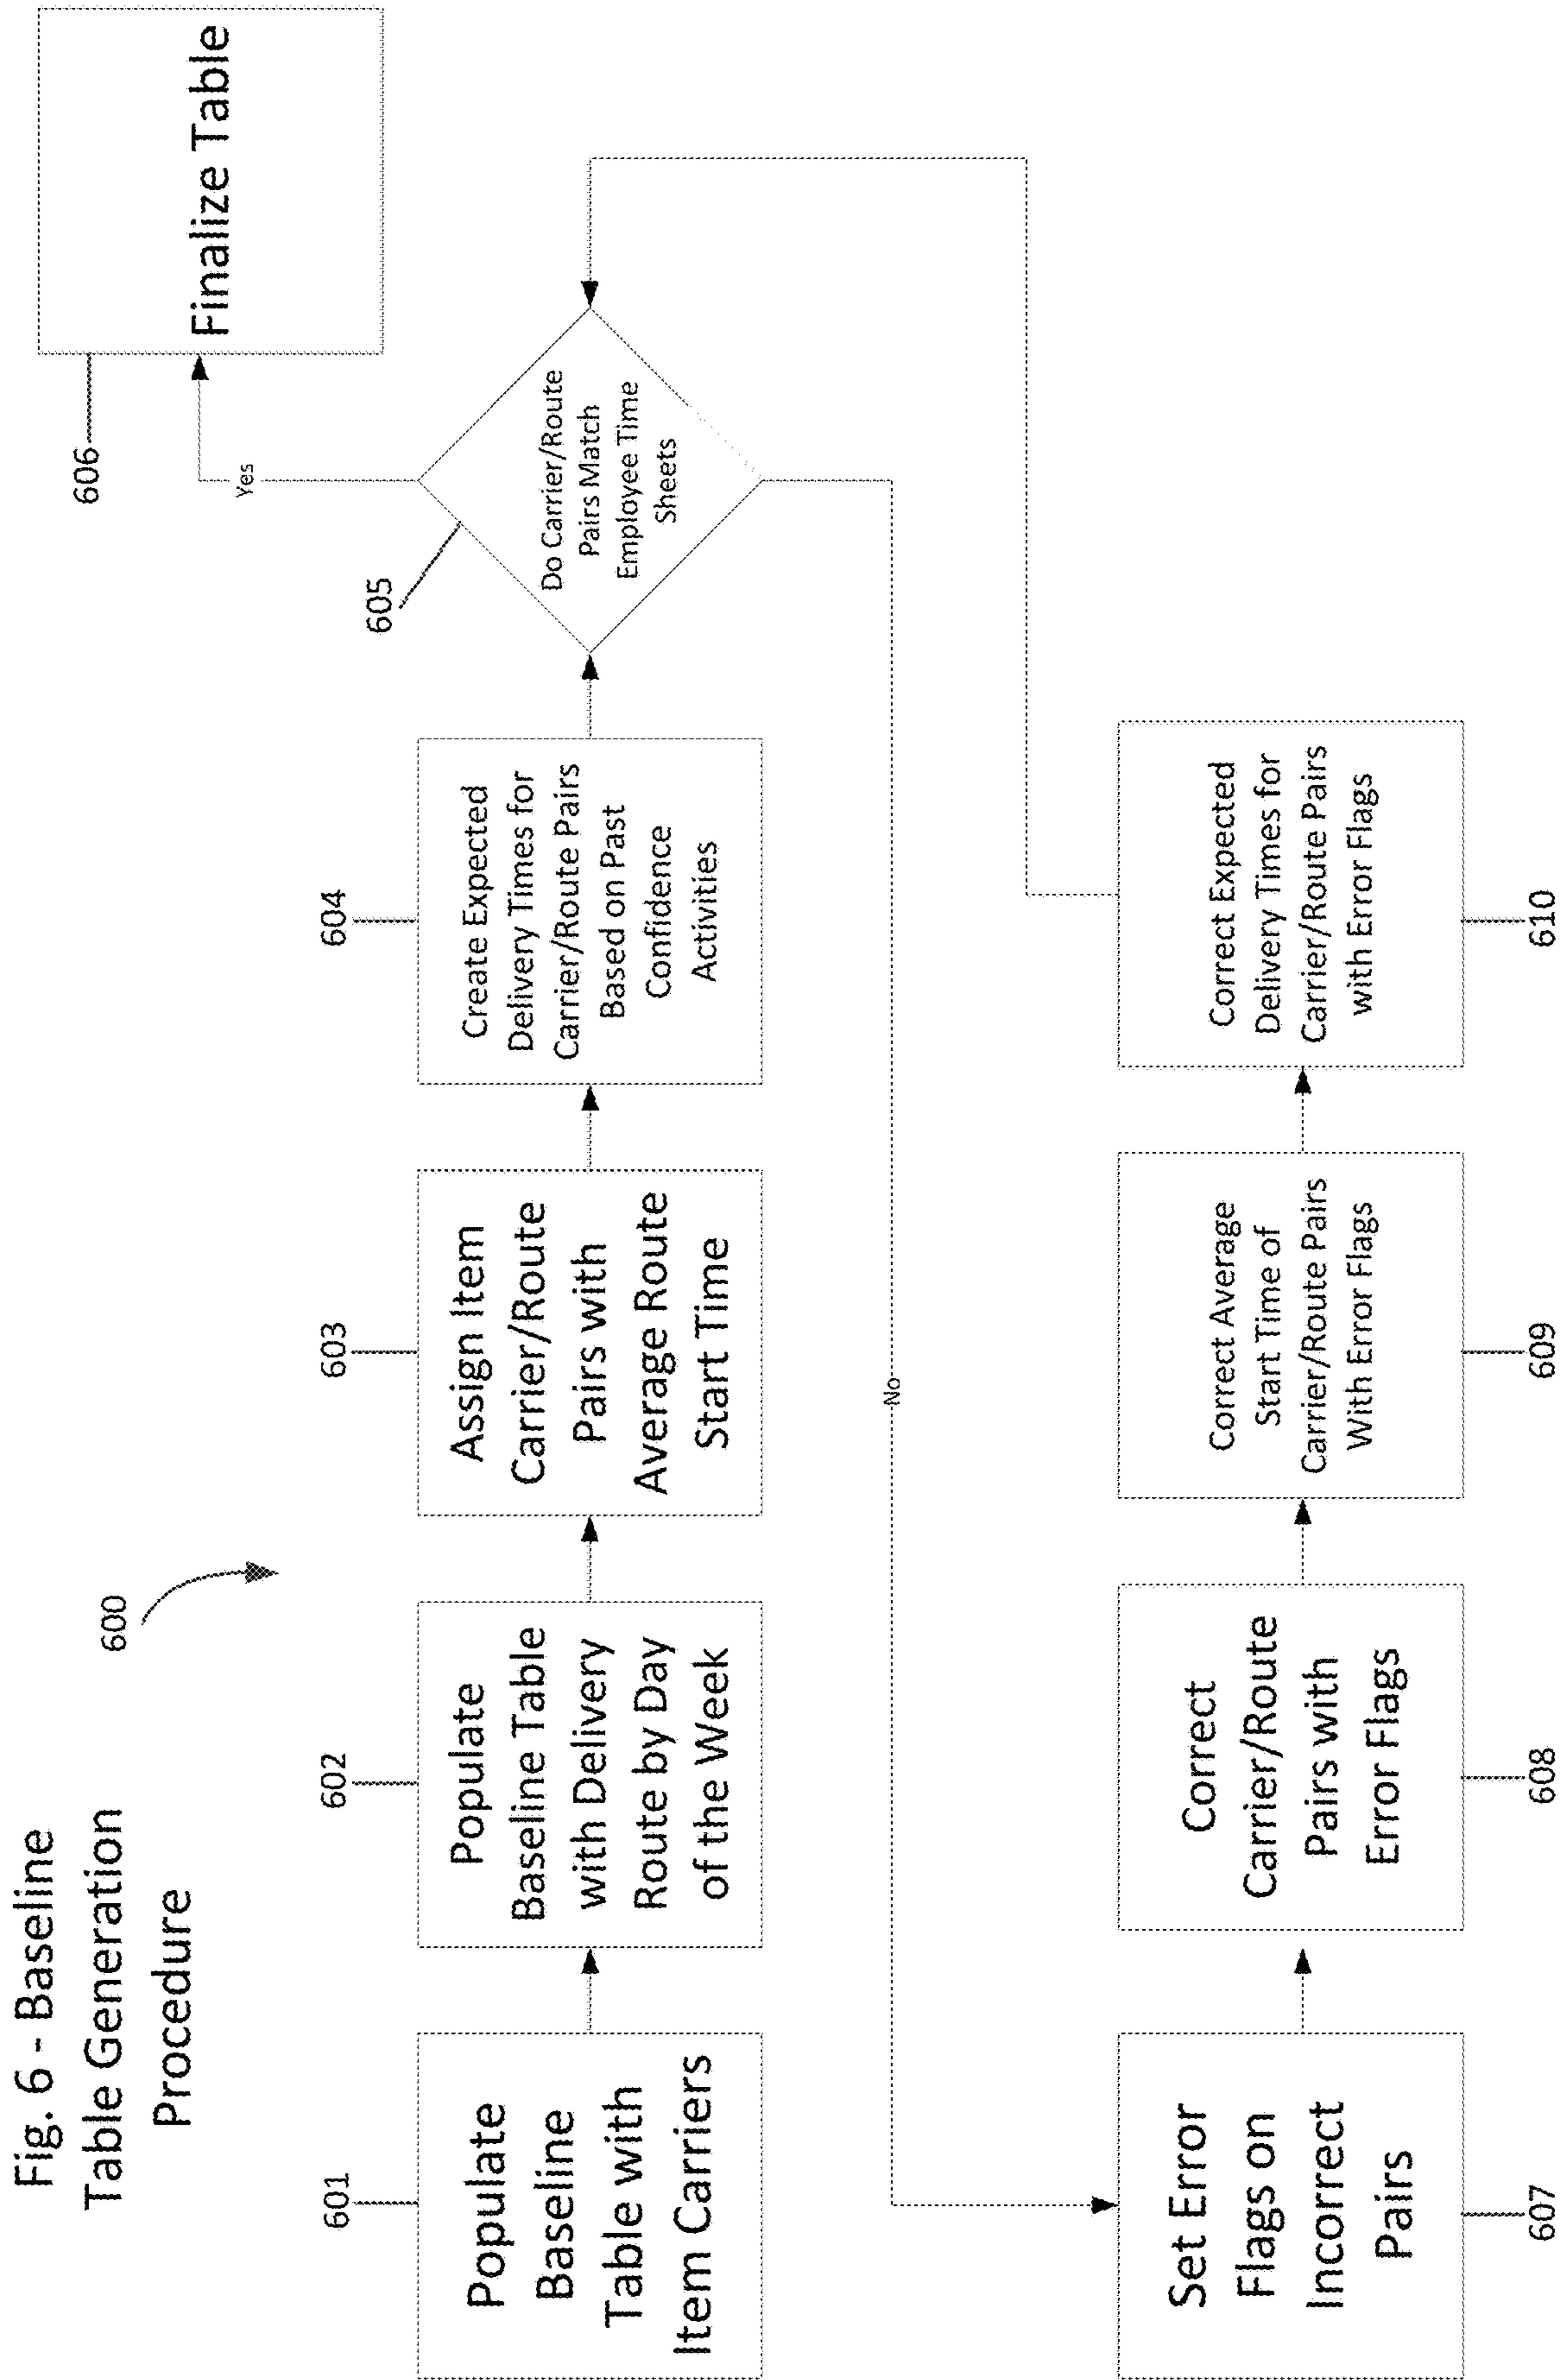 Fig. 6 - Baseline
Table Generation
Procedure
600
601
Populate
Baseline
Table with
Item Carriers
602
Populate
Baseline Table
with Delivery
Route by Day
of the Week
603
Assign Item
Carrier/Route
Pairs with
Average Route
Start Time
604
Create Expected
Delivery Times for
Carrier/Route Pairs
Based on Past
Confidence
Activities
605
Do Carrier/Route
Pairs Match
Employee Time
Sheets
Yes
606
Finalize Table
No
Set Error
Flags on
Incorrect
Pairs
607
Correct
Carrier/Route
Pairs with
Error Flags
608
Correct Average
Start Time of
Carrier/Route Pairs
With Error Flags
609
Correct Expected
Delivery Times for
Carrier/Route Pairs
with Error Flags
610